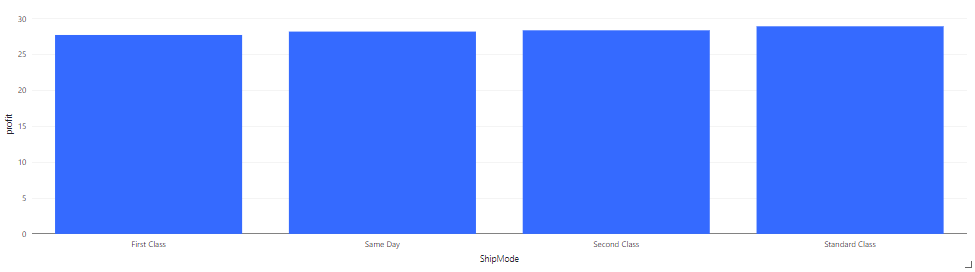 30
25
20
15
10
5
0
profit
First Class
Same Day
Second Class
Standard Class
ShipMode